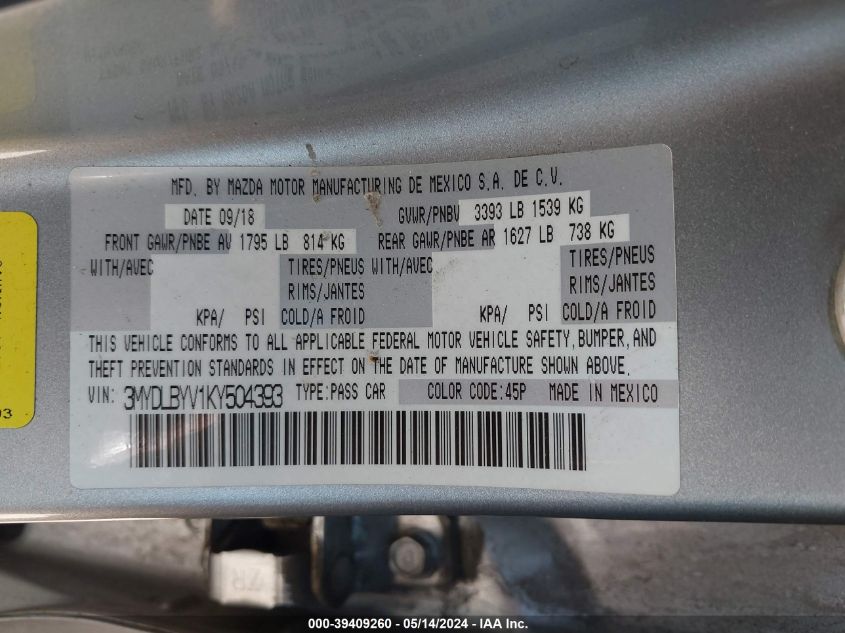 MFD. BY MAZDA MOTOR MANUFACTURING DE MEXICO S.A. DE C.V.
DATE 09/18 GVWR/PNBV 3393 LB 1539 KG
FRONT GAWR/PNBE AV 1795 LB 814 KG REAR GAWR/PNBE AR 1627 LB 738 KG
WITH/AVEC TIRES/PNEUS WITH/AVEC TIRES/PNEUS
RIMS/JANTES RIMS/JANTES
KPA/ PSI COLD/A FROID KPA/ PSI COLD/A FROID
THIS VEHICLE CONFORMS TO ALL APPLICABLE FEDERAL MOTOR VEHICLE SAFETY, BUMPER, AND
THEFT PREVENTION STANDARDS IN EFFECT ON THE DATE OF MANUFACTURE SHOWN ABOVE.
VIN: 3MYDLBYV1KY504393 TYPE:PASS CAR COLOR CODE:45P MADE IN MEXICO
93
ZR
000-39409260 - 05/14/2024 - IAAI.com